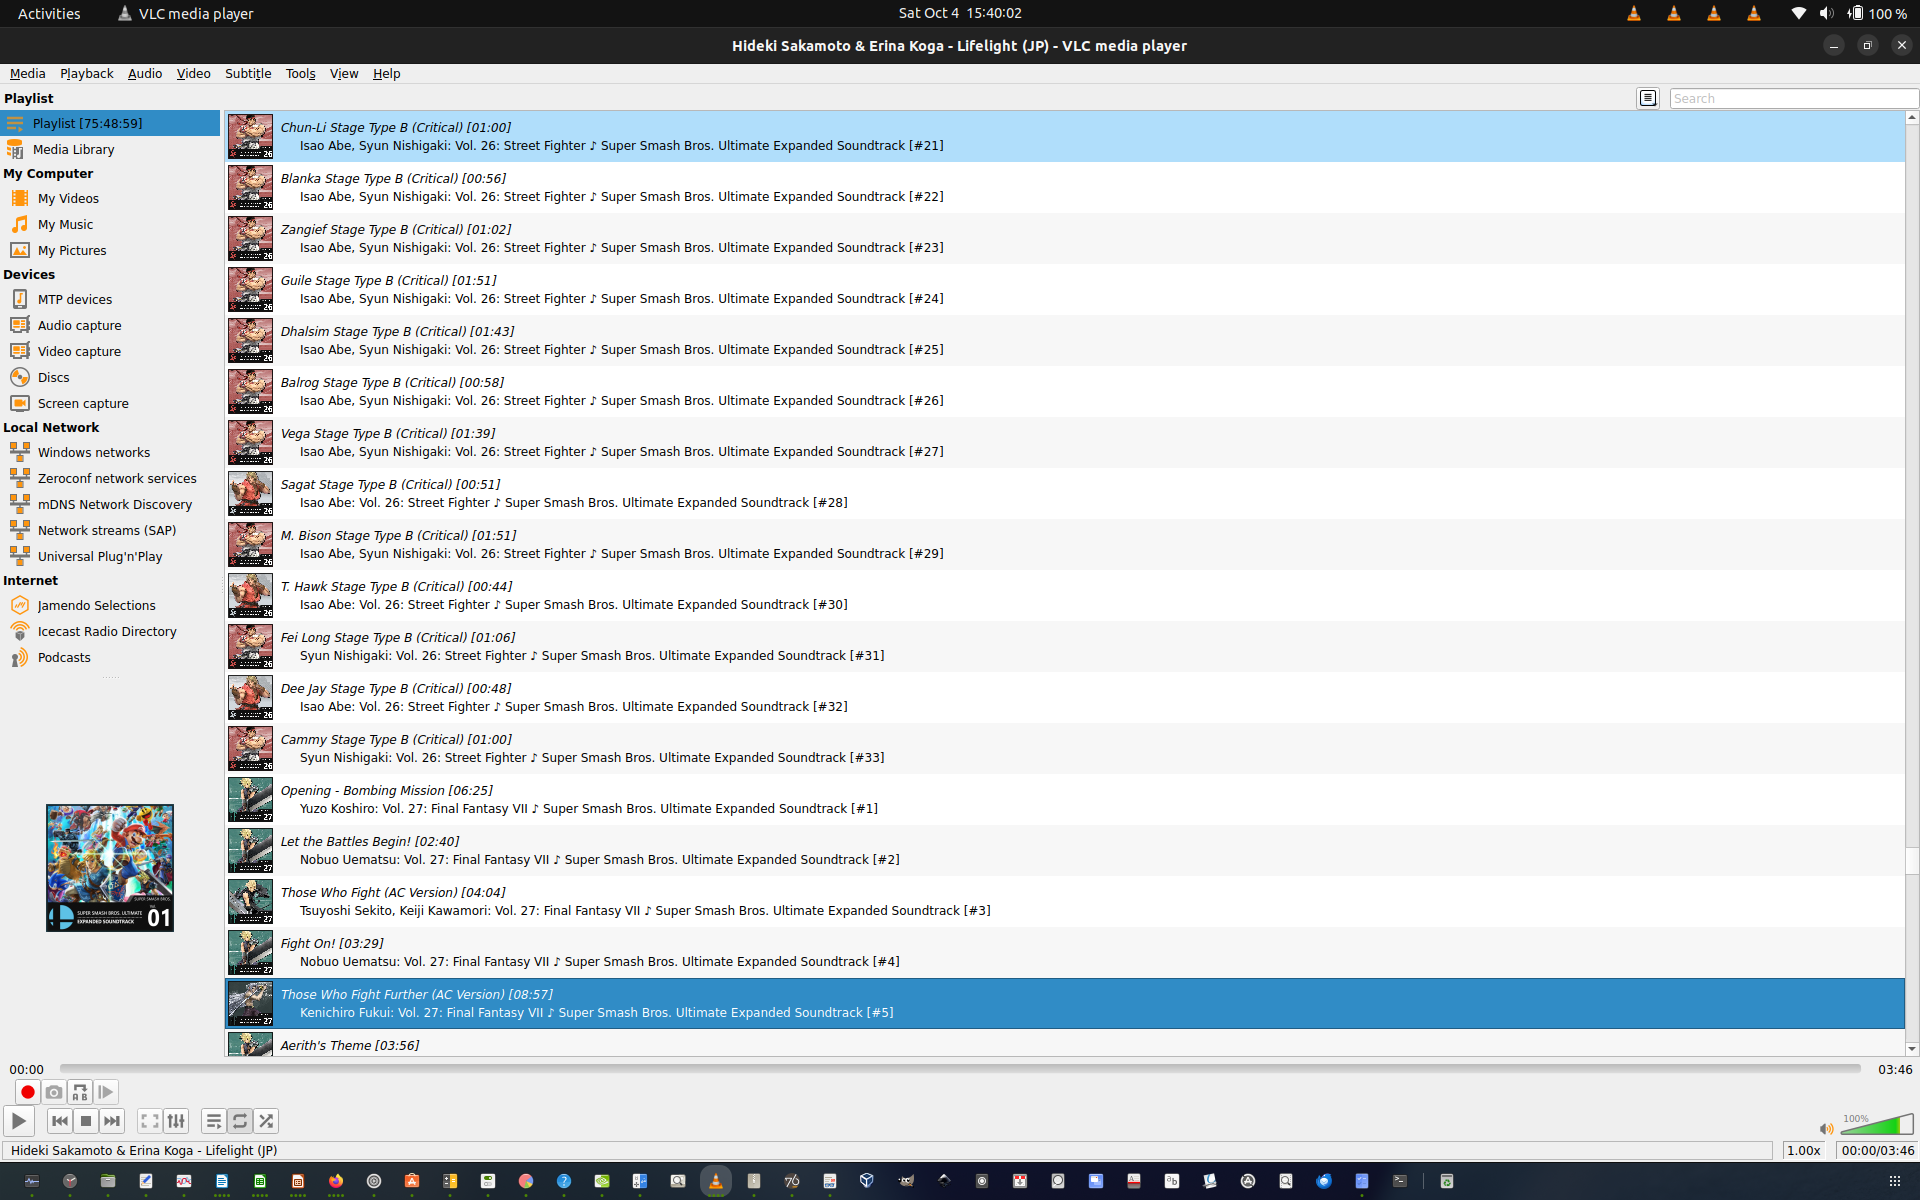 Activities
VLC media player
Sat Oct 4  15:40:02
100 %
Hideki Sakamoto & Erina Koga - Lifelight (JP) - VLC media player
Media Playback Audio Video Subtitle Tools View Help
Playlist
Search
Playlist [75:48:59]
Media Library
My Computer
My Videos
My Music
My Pictures
Devices
MTP devices
Audio capture
Video capture
Discs
Screen capture
Local Network
Windows networks
Zeroconf network services
mDNS Network Discovery
Network streams (SAP)
Universal Plug'n'Play
Internet
Jamendo Selections
Icecast Radio Directory
Podcasts
SUPER SMASH BROS. ULTIMATE
EXPANDED SOUNDTRACK
01
Chun-Li Stage Type B (Critical) [01:00]
Isao Abe, Syun Nishigaki: Vol. 26: Street Fighter ♪ Super Smash Bros. Ultimate Expanded Soundtrack [#21]
Blanka Stage Type B (Critical) [00:56]
Isao Abe, Syun Nishigaki: Vol. 26: Street Fighter ♪ Super Smash Bros. Ultimate Expanded Soundtrack [#22]
Zangief Stage Type B (Critical) [01:02]
Isao Abe, Syun Nishigaki: Vol. 26: Street Fighter ♪ Super Smash Bros. Ultimate Expanded Soundtrack [#23]
Guile Stage Type B (Critical) [01:51]
Isao Abe, Syun Nishigaki: Vol. 26: Street Fighter ♪ Super Smash Bros. Ultimate Expanded Soundtrack [#24]
Dhalsim Stage Type B (Critical) [01:43]
Isao Abe, Syun Nishigaki: Vol. 26: Street Fighter ♪ Super Smash Bros. Ultimate Expanded Soundtrack [#25]
Balrog Stage Type B (Critical) [00:58]
Isao Abe, Syun Nishigaki: Vol. 26: Street Fighter ♪ Super Smash Bros. Ultimate Expanded Soundtrack [#26]
Vega Stage Type B (Critical) [01:39]
Isao Abe, Syun Nishigaki: Vol. 26: Street Fighter ♪ Super Smash Bros. Ultimate Expanded Soundtrack [#27]
Sagat Stage Type B (Critical) [00:51]
Isao Abe: Vol. 26: Street Fighter ♪ Super Smash Bros. Ultimate Expanded Soundtrack [#28]
M. Bison Stage Type B (Critical) [01:51]
Isao Abe, Syun Nishigaki: Vol. 26: Street Fighter ♪ Super Smash Bros. Ultimate Expanded Soundtrack [#29]
T. Hawk Stage Type B (Critical) [00:44]
Isao Abe: Vol. 26: Street Fighter ♪ Super Smash Bros. Ultimate Expanded Soundtrack [#30]
Fei Long Stage Type B (Critical) [01:06]
Syun Nishigaki: Vol. 26: Street Fighter ♪ Super Smash Bros. Ultimate Expanded Soundtrack [#31]
Dee Jay Stage Type B (Critical) [00:48]
Isao Abe: Vol. 26: Street Fighter ♪ Super Smash Bros. Ultimate Expanded Soundtrack [#32]
Cammy Stage Type B (Critical) [01:00]
Syun Nishigaki: Vol. 26: Street Fighter ♪ Super Smash Bros. Ultimate Expanded Soundtrack [#33]
Opening - Bombing Mission [06:25]
Yuzo Koshiro: Vol. 27: Final Fantasy VII ♪ Super Smash Bros. Ultimate Expanded Soundtrack [#1]
Let the Battles Begin! [02:40]
Nobuo Uematsu: Vol. 27: Final Fantasy VII ♪ Super Smash Bros. Ultimate Expanded Soundtrack [#2]
Those Who Fight (AC Version) [04:04]
Tsuyoshi Sekito, Keiji Kawamori: Vol. 27: Final Fantasy VII ♪ Super Smash Bros. Ultimate Expanded Soundtrack [#3]
Fight On! [03:29]
Nobuo Uematsu: Vol. 27: Final Fantasy VII ♪ Super Smash Bros. Ultimate Expanded Soundtrack [#4]
Those Who Fight Further (AC Version) [08:57]
Kenichiro Fukui: Vol. 27: Final Fantasy VII ♪ Super Smash Bros. Ultimate Expanded Soundtrack [#5]
Aerith's Theme [03:56]
00:00
03:46
100%
Hideki Sakamoto & Erina Koga - Lifelight (JP)
1.00x
00:00/03:46